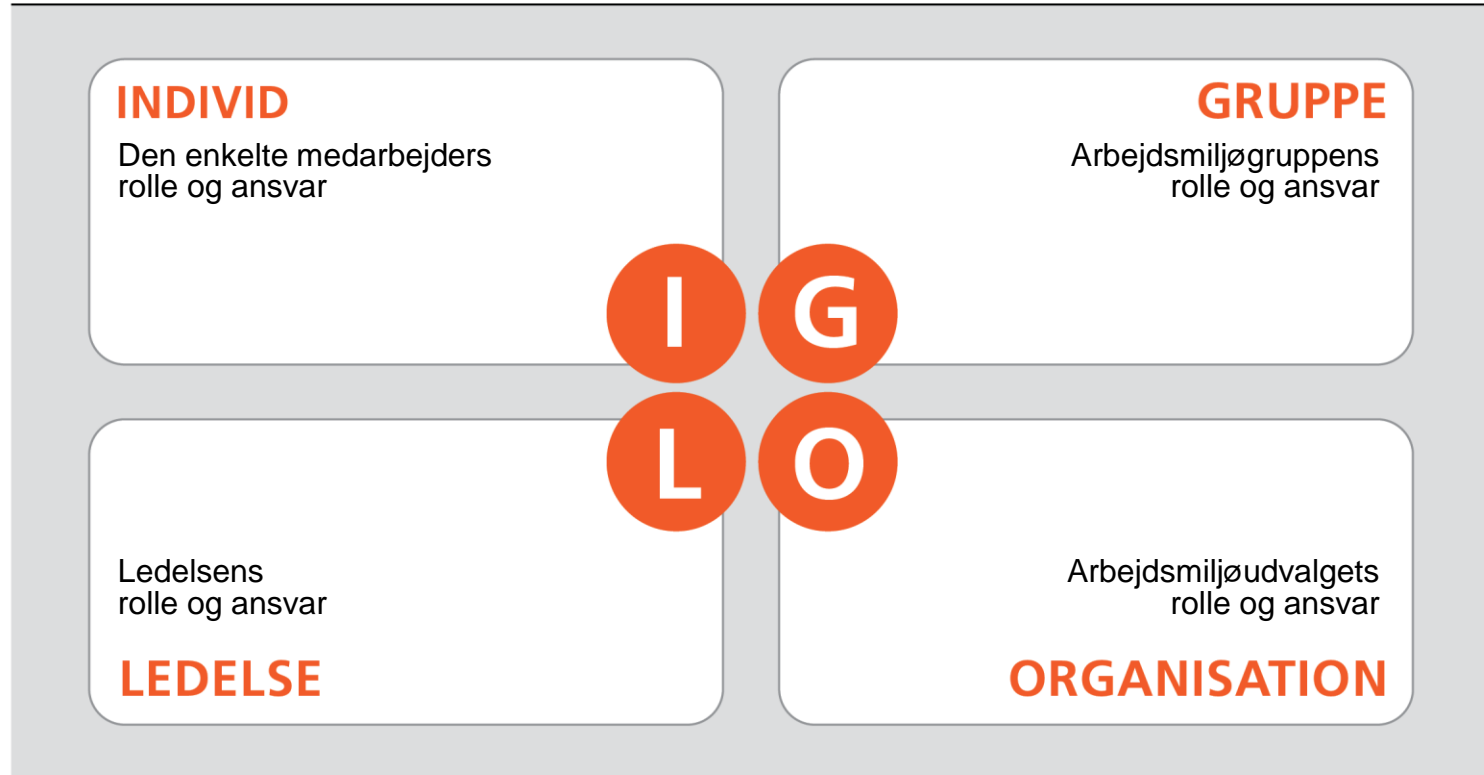 INDIVID
Den enkelte medarbejders
rolle og ansvar
GRUPPE
Arbejdsmiljøgruppens
rolle og ansvar
I
G
L
O
Ledelsens
rolle og ansvar
LEDELSE
Arbejdsmiljøudvalgets
rolle og ansvar
ORGANISATION